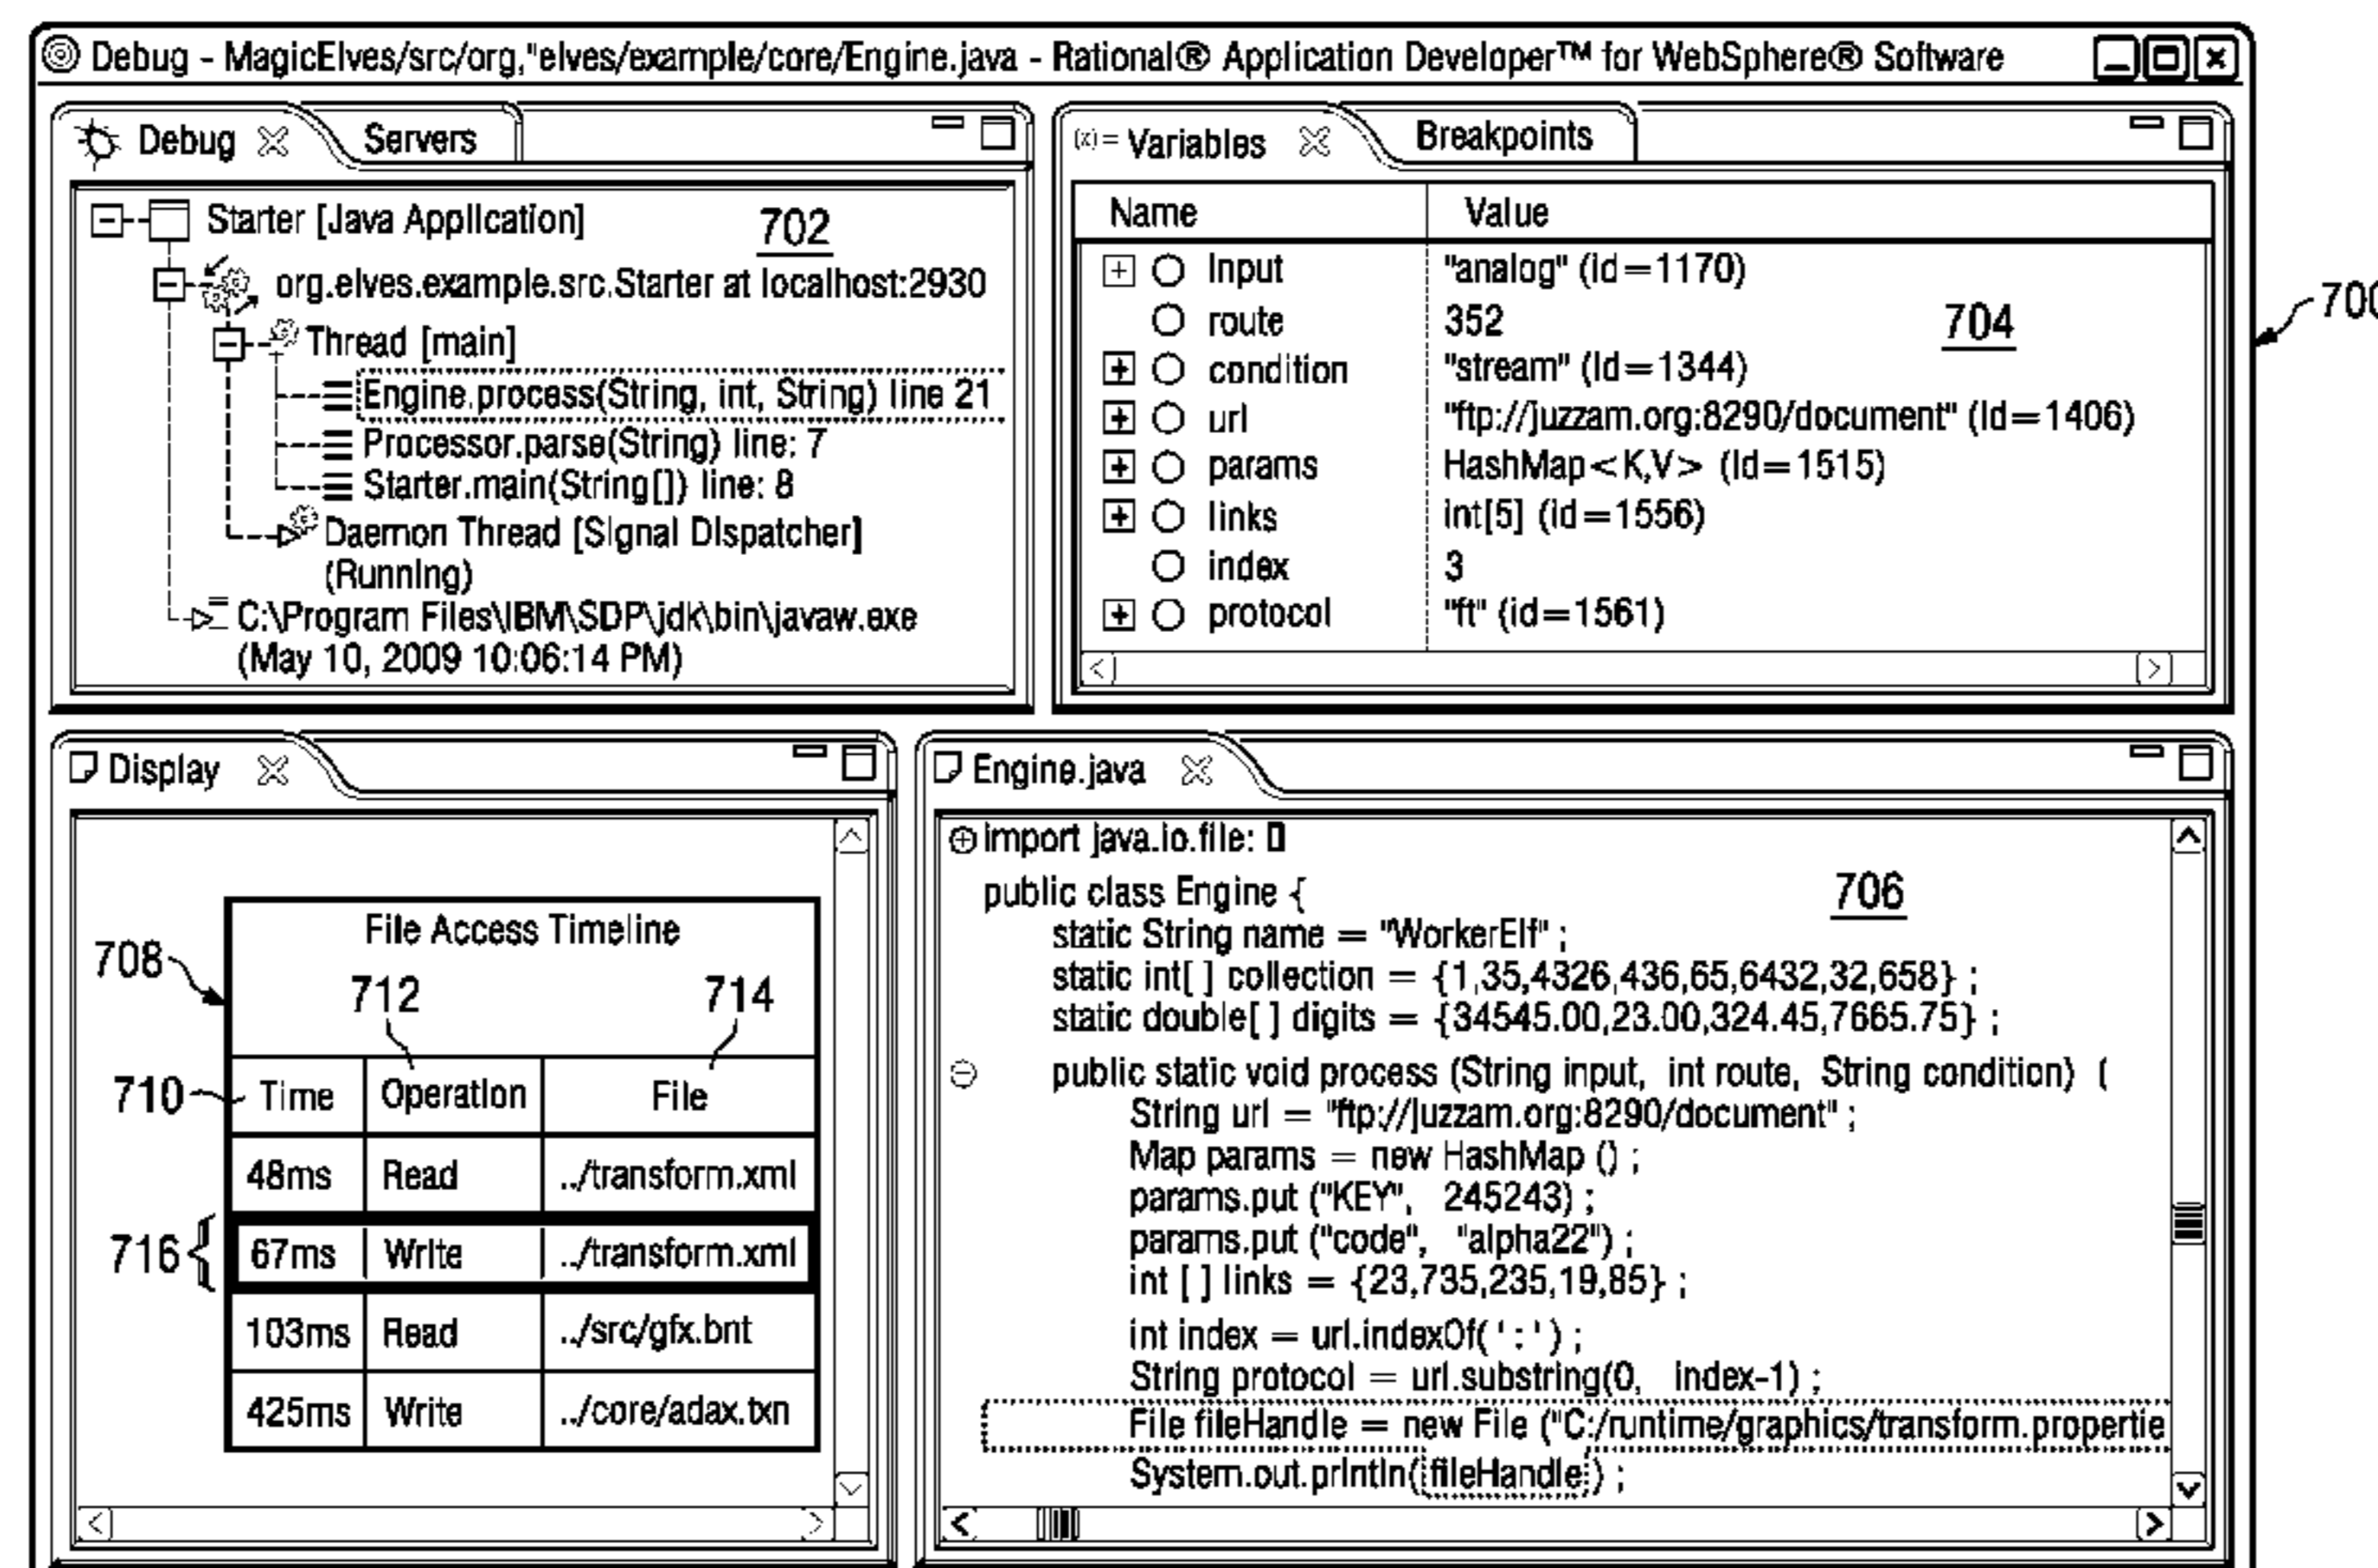 Debug - MagicElves/src/org,"elves/example/core/Engine.java - Rational® Application Developer™ for WebSphere® Software
Debug Servers
Starter [Java Application] 702
org.elves.example.src.Starter at localhost:2930
Thread [main]
Engine.process(String, int, String) line 21
Processor.parse(String) line: 7
Starter.main(String[]) line: 8
Daemon Thread [Signal Dispatcher]
(Running)
C:\Program Files\IBM\SDP\jdk\bin\javaw.exe
(May 10, 2009 10:06:14 PM)
(x)= Variables Breakpoints
Name Value
Input "analog" (id=1170)
route 352 704
condition "stream" (id=1344)
url "ftp://juzzam.org:8290/document" (id=1406)
params HashMap<K,V> (id=1515)
links int[5] (id=1556)
index 3
protocol "ft" (id=1561)
700
Display
File Access Timeline
708
712 714
710 Time Operation File
48ms Read ../transform.xml
716 67ms Write ../transform.xml
103ms Read ../src/gfx.bnt
425ms Write ../core/adax.txn
Engine.java
import java.io.file:
public class Engine { 706
static String name = "WorkerElf" ;
static int[ ] collection = {1,35,4326,436,65,6432,32,658} ;
static double[ ] digits = {34545.00,23.00,324.45,7665.75} ;
public static void process (String input, int route, String condition) (
String url = "ftp://juzzam.org:8290/document" ;
Map params = new HashMap () ;
params.put ("KEY", 245243) ;
params.put ("code", "alpha22") ;
int [ ] links = {23,735,235,19,85} ;
int index = url.indexOf(':') ;
String protocol = url.substring(0, index-1) ;
File fileHandle = new File ("C:/runtime/graphics/transform.propertie
System.out.println(fileHandle) ;